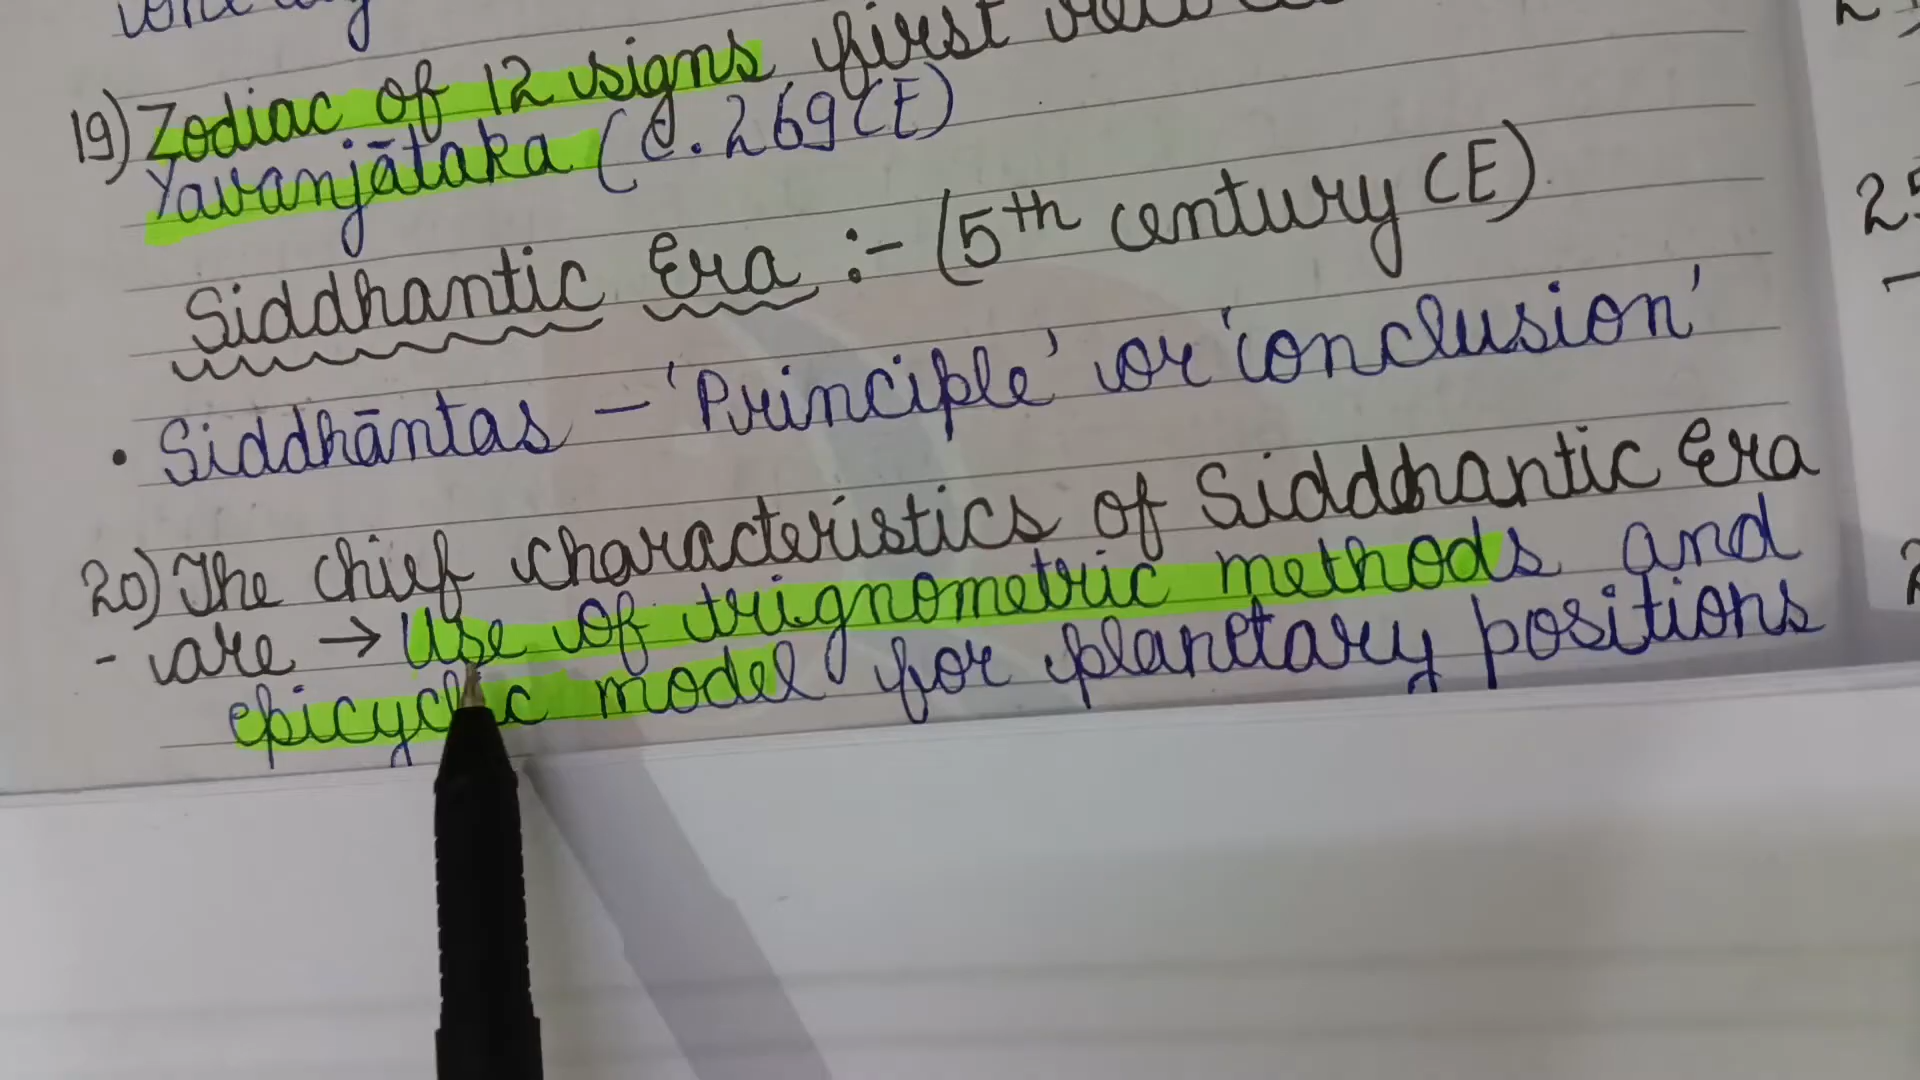 19) Zodiac of 12 signs first
Yavanjātaka (C. 269 CE)
Siddhantic Era :- (5th century CE)
• Siddhāntas – 'Principle' or 'conclusion'
20) The chief characteristics of Siddhantic Era
- are → Use of trignometric methods and
epicyclic model for planetary positions